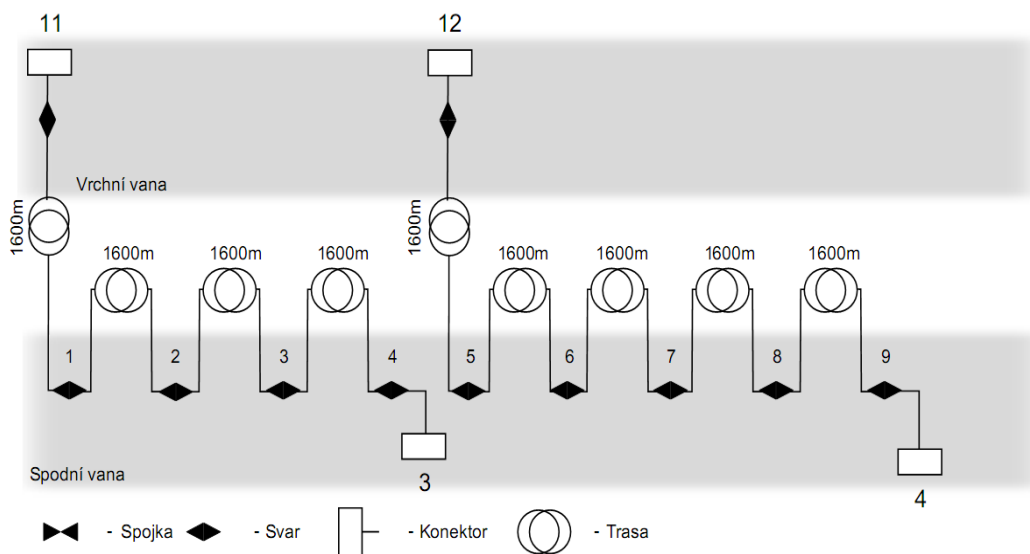 11
12
Vrchní vana
1600m
1600m
1600m
1600m
1600m
1600m
1600m
1600m
1600m
1
2
3
4
5
6
7
8
9
3
4
Spodní vana
- Spojka
- Svar
- Konektor
- Trasa